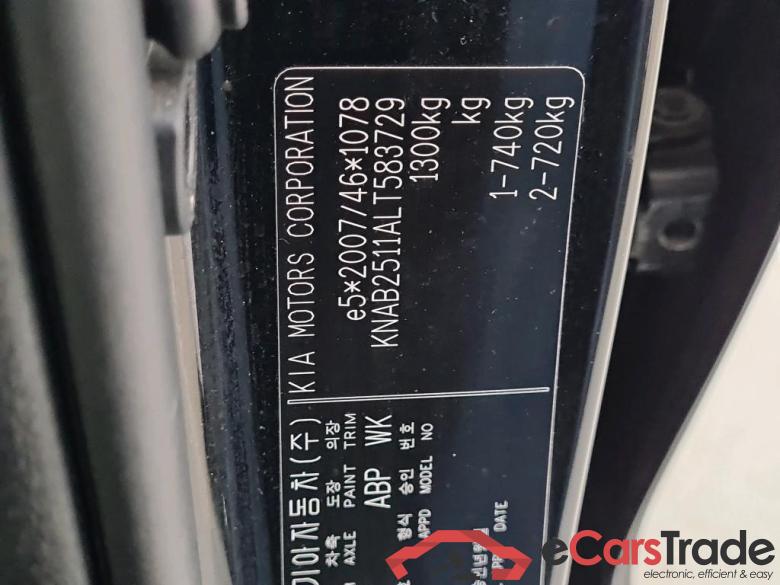 기아자동차(주) KIA MOTORS CORPORATION
e5*2007/46*1078
KNAB2511ALT583729
1300kg
kg
1-740kg
2-720kg
차축 도장 의장
AXLE PAINT TRIM
ABP WK
형식 승인 번호
APPD MODEL NO
DATE
eCarsTrade
electronic, efficient & easy